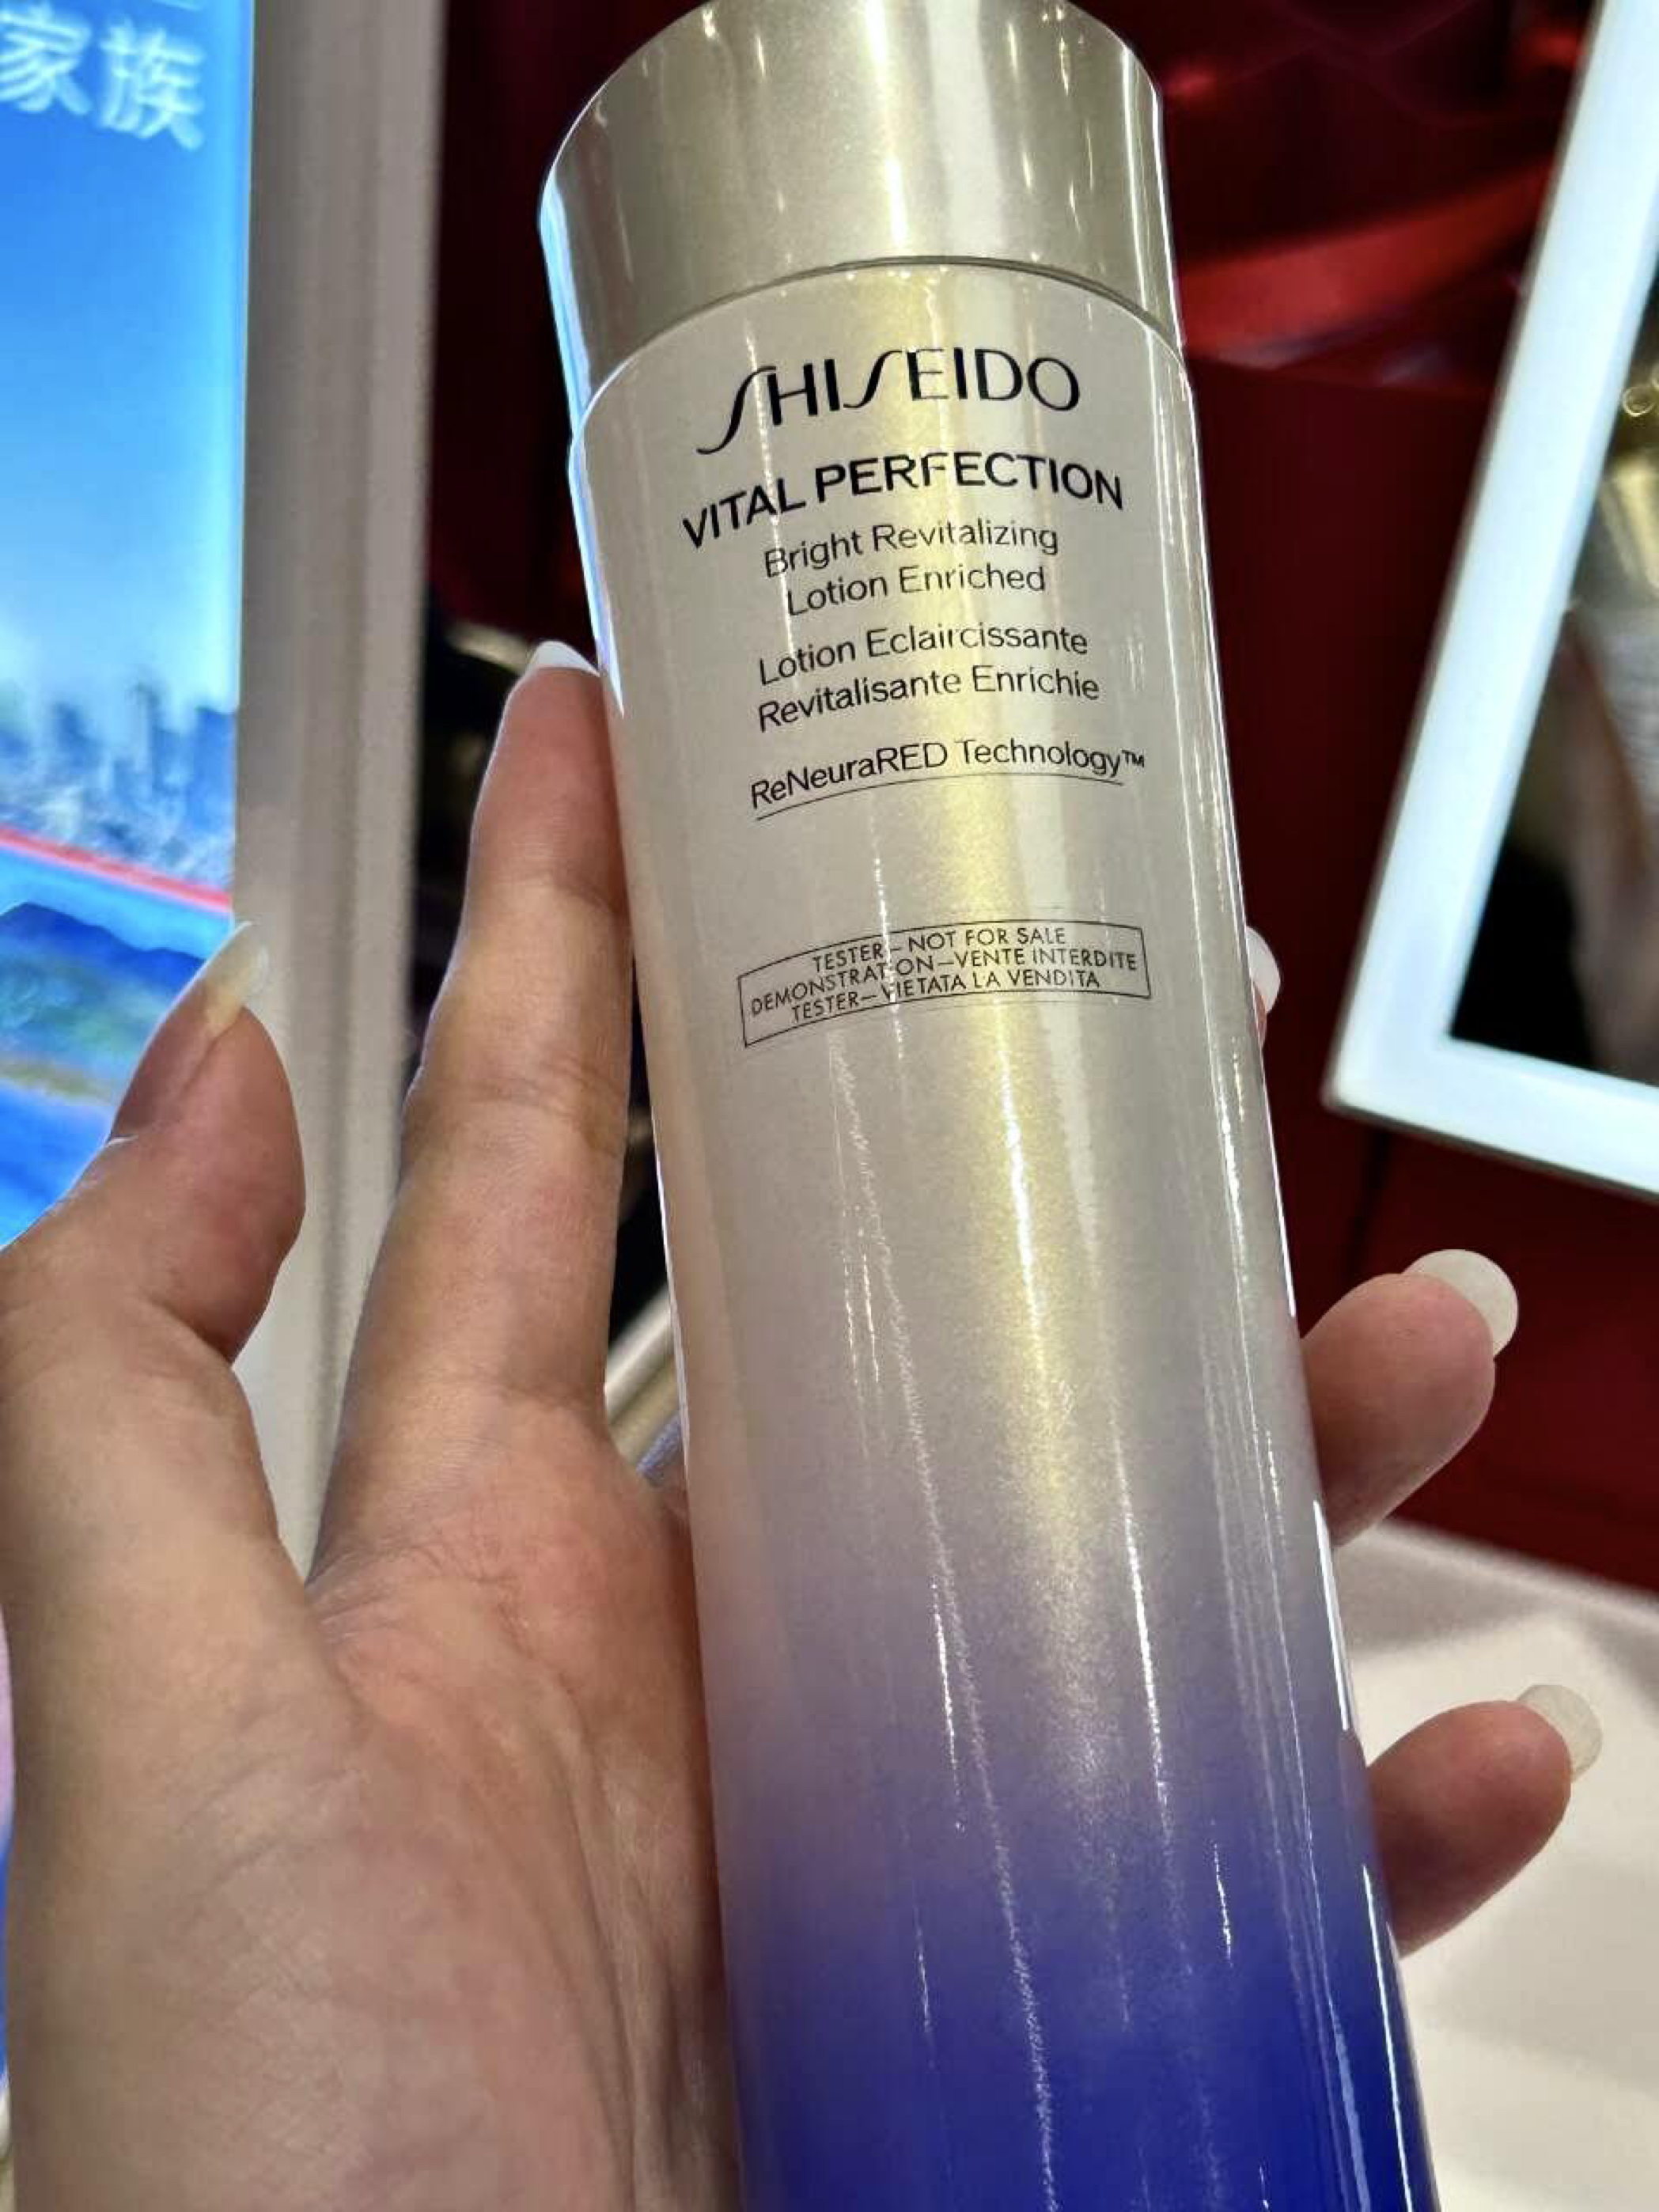 家族
SHISEIDO
VITAL PERFECTION
Bright Revitalizing
Lotion Enriched
Lotion Eclaircissante
Revitalisante Enrichie
ReNeuraRED Technology™
TESTER–NOT FOR SALE
DEMONSTRATION–VENTE INTERDITE
TESTER–VIETATA LA VENDITA